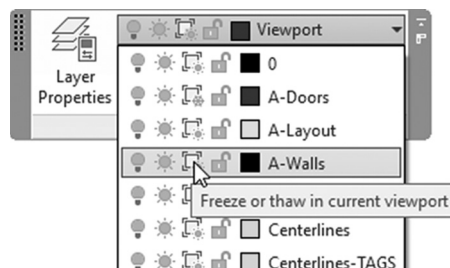 Viewport
Layer
Properties
0
A-Doors
A-Layout
A-Walls
Freeze or thaw in current viewport
Centerlines
Centerlines-TAGS